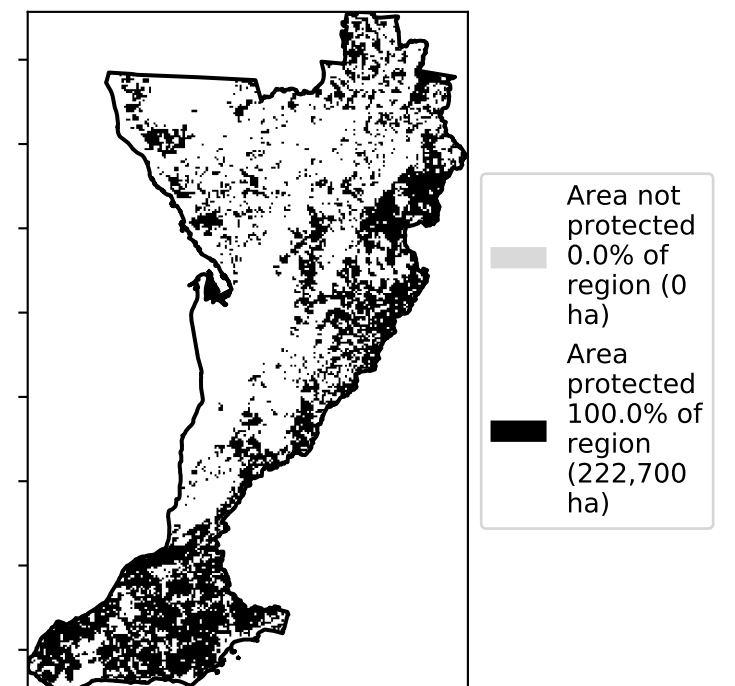 Area not
protected
0.0% of
region (0
ha)
Area
protected
100.0% of
region
(222,700
ha)